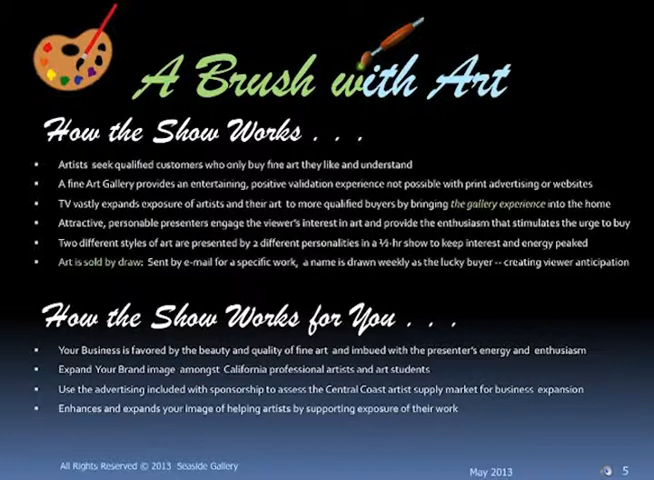 A Brush with Art
How the Show Works . . .
▪ Artists seek qualified customers who only buy fine art they like and understand
▪ A fine Art Gallery provides an entertaining, positive validation experience not possible with print advertising or websites
▪ TV vastly expands exposure of artists and their art to more qualified buyers by bringing the gallery experience into the home
▪ Attractive, personable presenters engage the viewer's interest in art and provide the enthusiasm that stimulates the urge to buy
▪ Two different styles of art are presented by 2 different personalities in a ½-hr show to keep interest and energy peaked
▪ Art is sold by draw: Sent by e-mail for a specific work, a name is drawn weekly as the lucky buyer -- creating viewer anticipation
How the Show Works for You . . .
▪ Your Business is favored by the beauty and quality of fine art and imbued with the presenter's energy and enthusiasm
▪ Expand Your Brand image amongst California professional artists and art students
▪ Use the advertising included with sponsorship to assess the Central Coast artist supply market for business expansion
▪ Enhances and expands your image of helping artists by supporting exposure of their work
All Rights Reserved © 2013 Seaside Gallery
May 2013
5